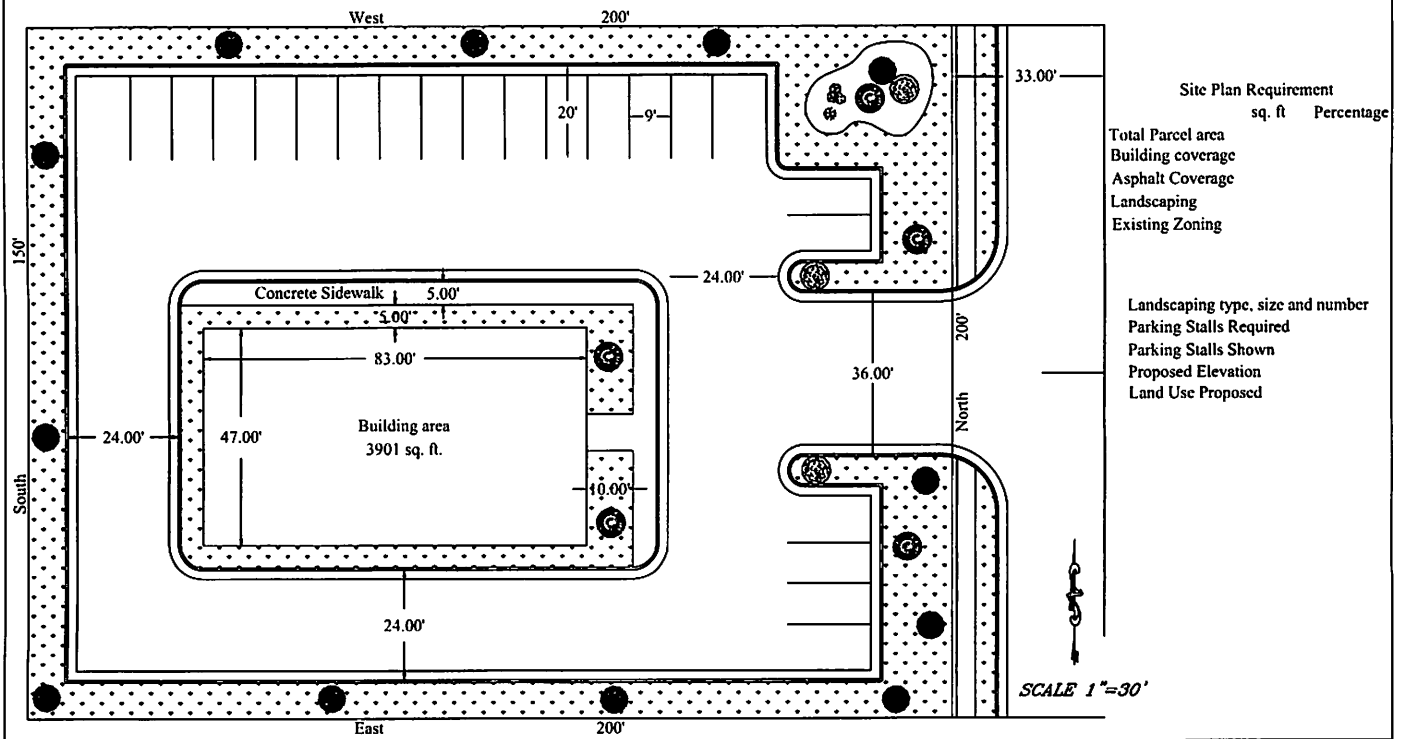 West 200'
33.00'
Site Plan Requirement
sq. ft Percentage
20'
9'
Total Parcel area
Building coverage
Asphalt Coverage
Landscaping
Existing Zoning
150'
24.00'
Concrete Sidewalk 5.00'
5.00'
Landscaping type, size and number
Parking Stalls Required
Parking Stalls Shown
Proposed Elevation
Land Use Proposed
200'
83.00'
36.00'
North
Building area
3901 sq. ft.
24.00'
47.00'
South
10.00'
24.00'
SCALE 1"=30'
East 200'